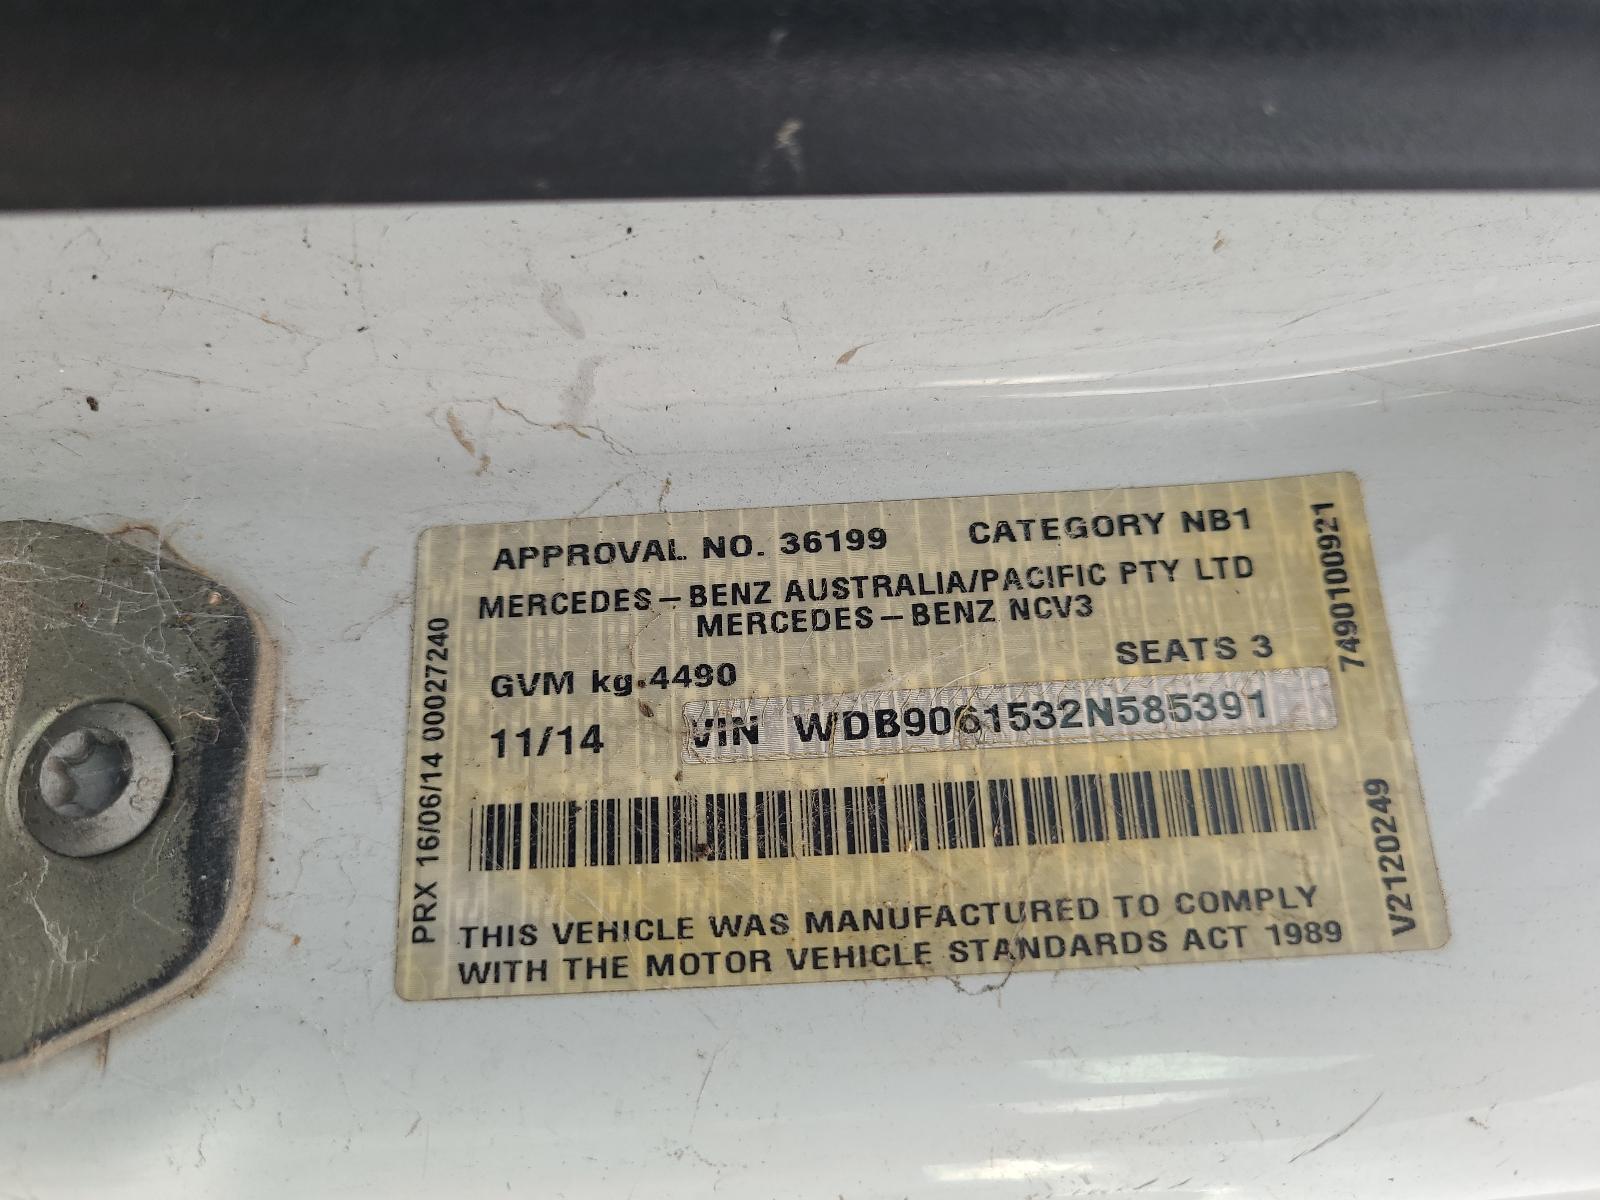 APPROVAL NO. 36199 CATEGORY NB1
MERCEDES-BENZ AUSTRALIA/PACIFIC PTY LTD
MERCEDES-BENZ NCV3
GVM kg.4490 SEATS 3
11/14 VIN WDB9061532N585391
THIS VEHICLE WAS MANUFACTURED TO COMPLY
WITH THE MOTOR VEHICLE STANDARDS ACT 1989
PRX 16/06/14 00027240
7490100921
V2120249